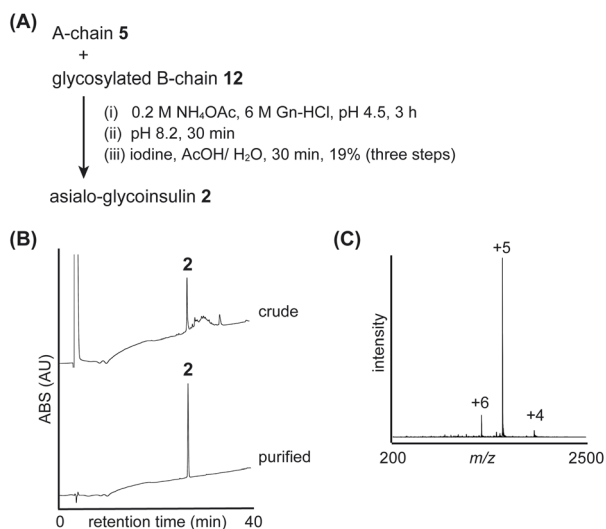 (A)
A-chain 5
+
glycosylated B-chain 12
(i) 0.2 M NH₄OAc, 6 M Gn-HCl, pH 4.5, 3 h
(ii) pH 8.2, 30 min
(iii) iodine, AcOH/ H₂O, 30 min, 19% (three steps)
asialo-glycoinsulin 2
(B)
2
crude
2
purified
ABS (AU)
0 retention time (min) 40
(C)
+5
+6
+4
intensity
200 m/z 2500